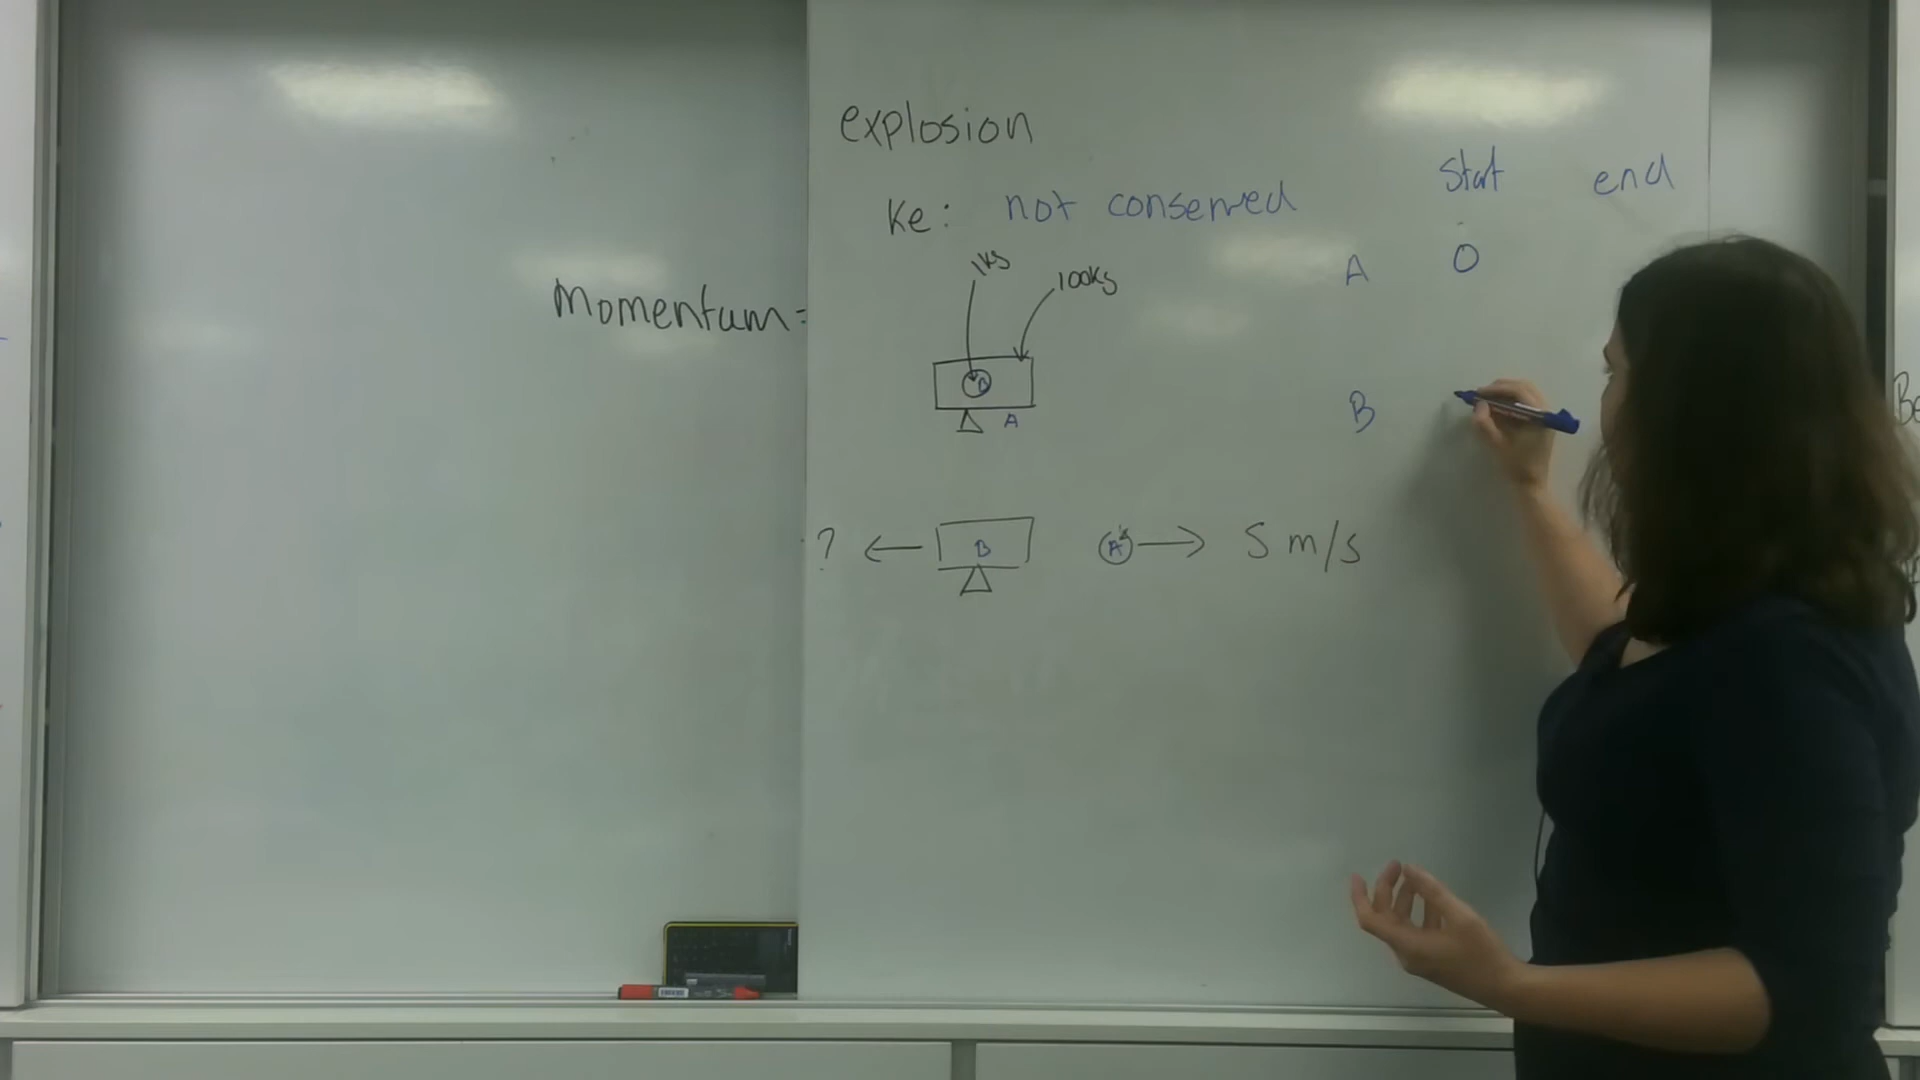 explosion
start end
Ke: not conserved
1kg
100kg
A 0
Momentum =
B
A
B
? ← B A → 5 m/s